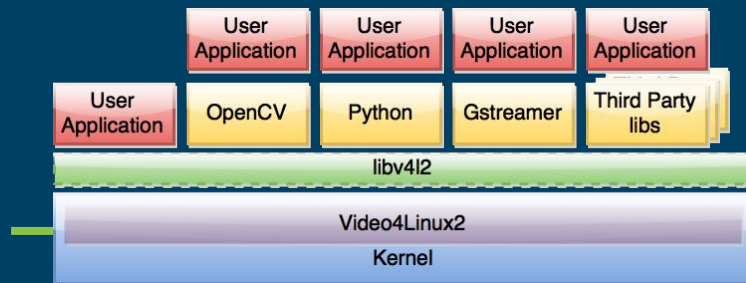 User
Application
User
Application
User
Application
User
Application
User
Application
OpenCV
Python
Gstreamer
Third Party
libs
libv4l2
Video4Linux2
Kernel